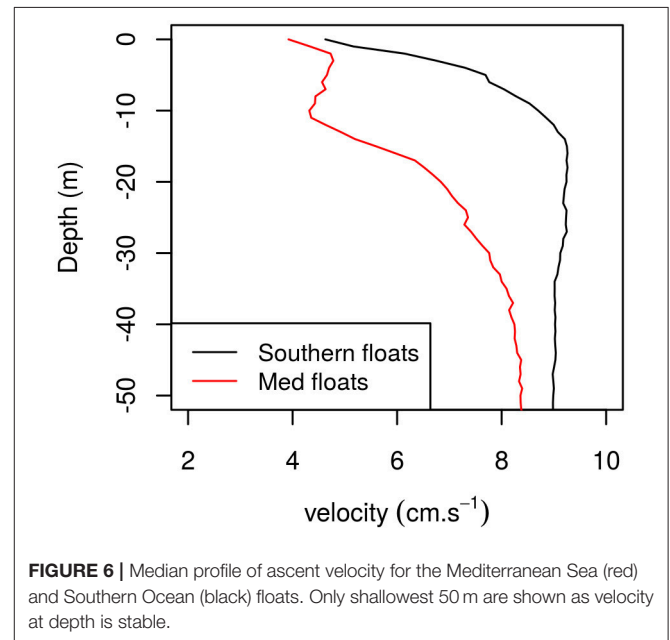 0
-10
-20
-30
-40
-50
Depth (m)
Southern floats
Med floats
2 4 6 8 10
velocity (cm.s⁻¹)
FIGURE 6 | Median profile of ascent velocity for the Mediterranean Sea (red)
and Southern Ocean (black) floats. Only shallowest 50 m are shown as velocity
at depth is stable.